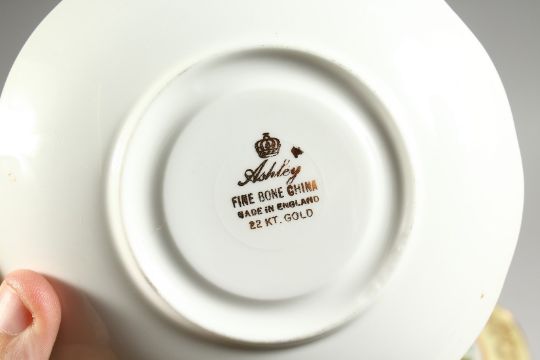 Ashley
FINE BONE CHINA
MADE IN ENGLAND
22 KT. GOLD